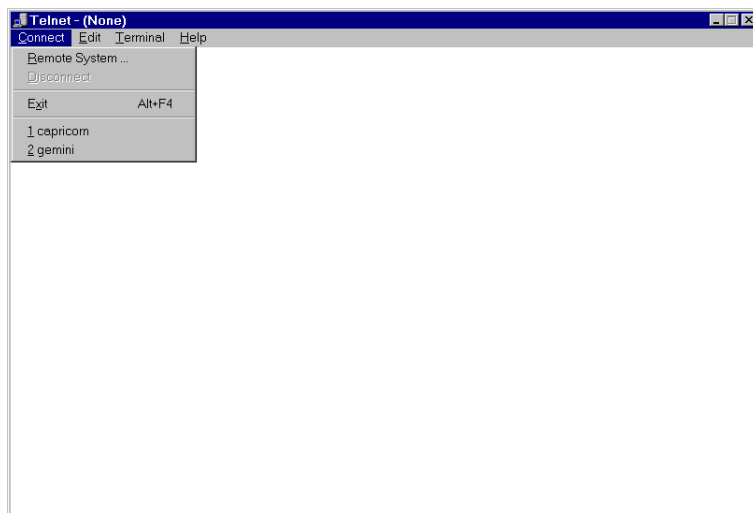 Telnet - (None)
Connect Edit Terminal Help
Remote System ...
Disconnect
Exit Alt+F4
1 capricorn
2 gemini